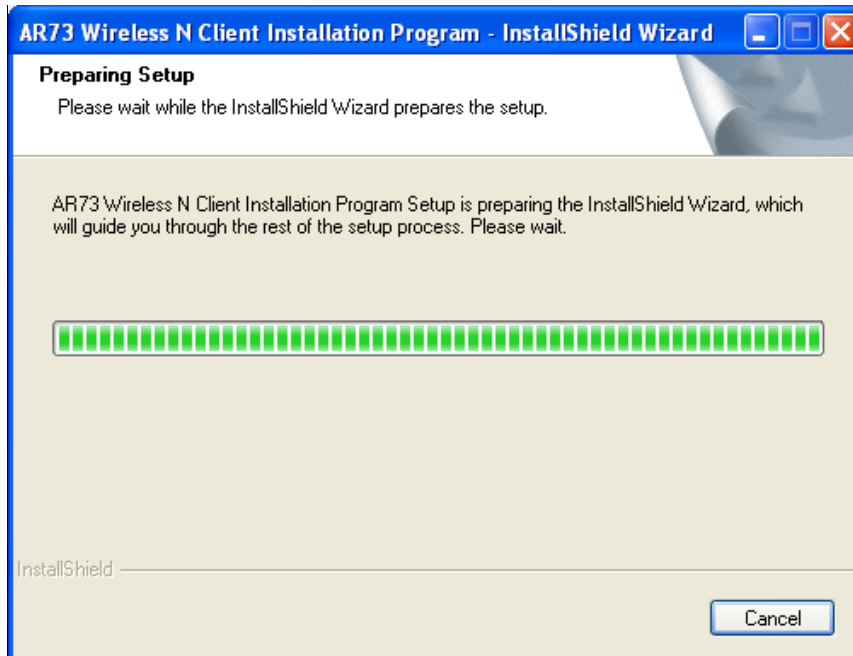 AR73 Wireless N Client Installation Program - InstallShield Wizard
Preparing Setup
Please wait while the InstallShield Wizard prepares the setup.
AR73 Wireless N Client Installation Program Setup is preparing the InstallShield Wizard, which
will guide you through the rest of the setup process. Please wait.
InstallShield
Cancel